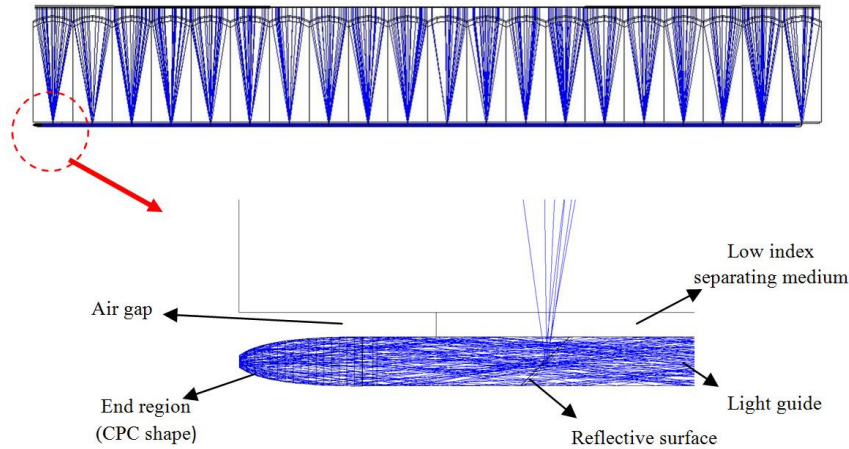 Low index
separating medium
Air gap
End region
(CPC shape)
Reflective surface
Light guide